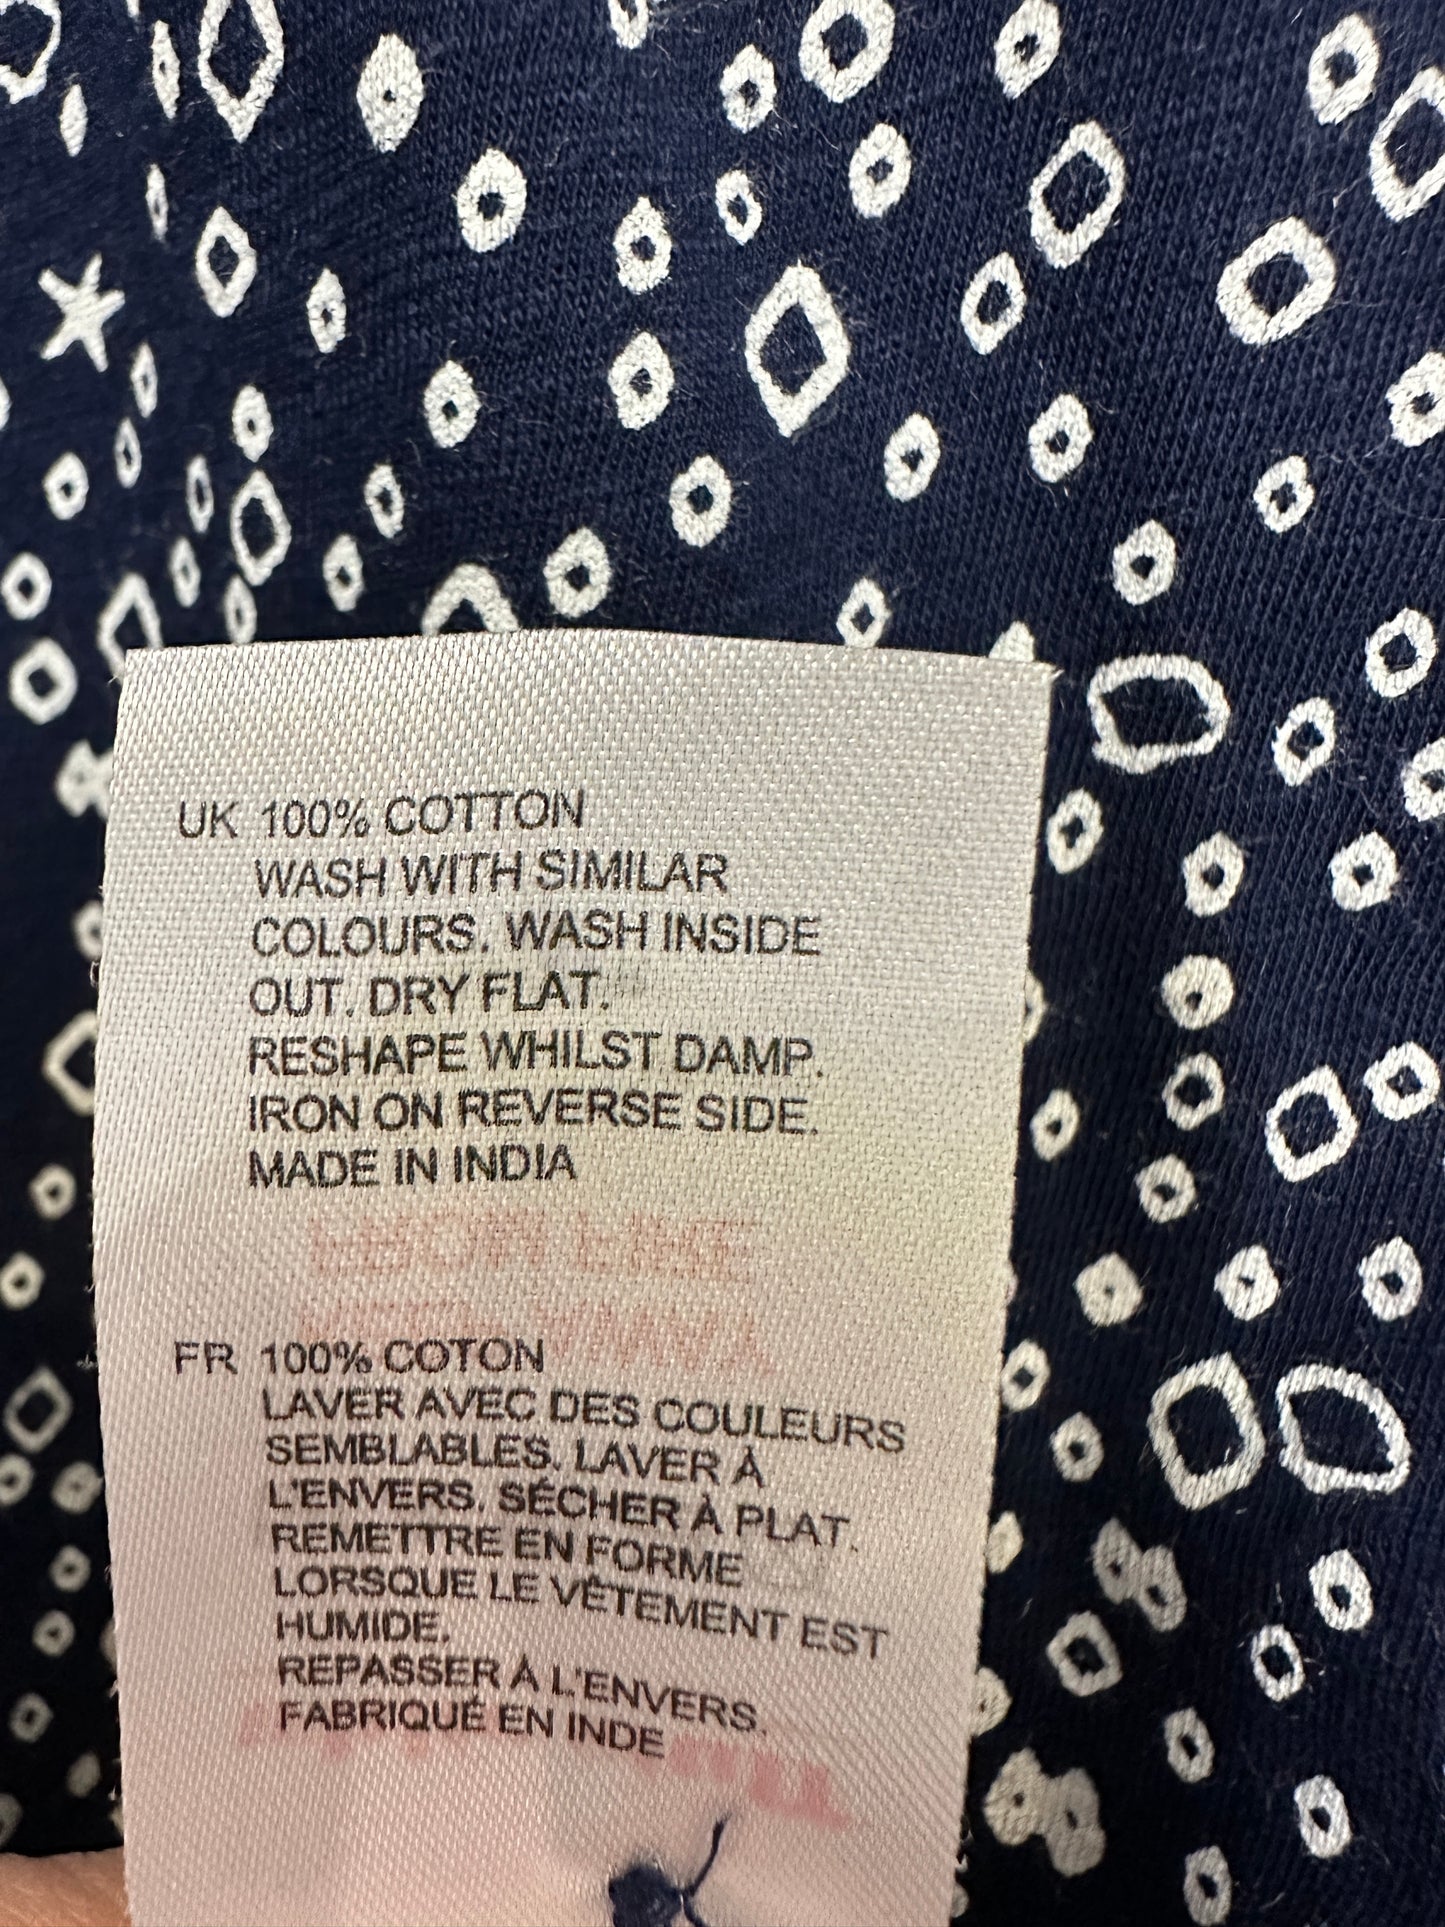 UK 100% COTTON
WASH WITH SIMILAR
COLOURS. WASH INSIDE
OUT. DRY FLAT.
RESHAPE WHILST DAMP.
IRON ON REVERSE SIDE.
MADE IN INDIA
FR 100% COTON
LAVER AVEC DES COULEURS
SEMBLABLES. LAVER À
L'ENVERS. SÉCHER À PLAT.
REMETTRE EN FORME
LORSQUE LE VÊTEMENT EST
HUMIDE.
REPASSER À L'ENVERS.
FABRIQUÉ EN INDE